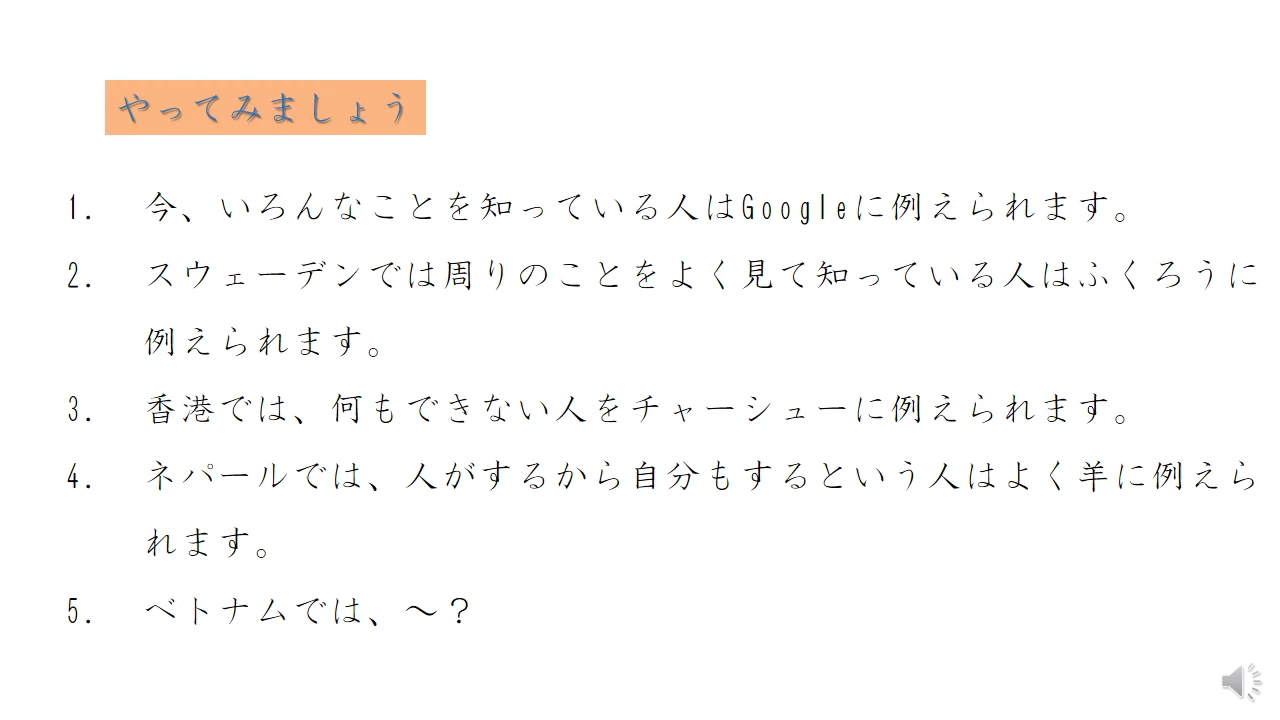 やってみましょう
1. 今、いろんなことを知っている人はGoogleに例えられます。
2. スウェーデンでは周りのことをよく見て知っている人はふくろうに
例えられます。
3. 香港では、何もできない人をチャーシューに例えられます。
4. ネパールでは、人がするから自分もするという人はよく羊に例えら
れます。
5. ベトナムでは、～？